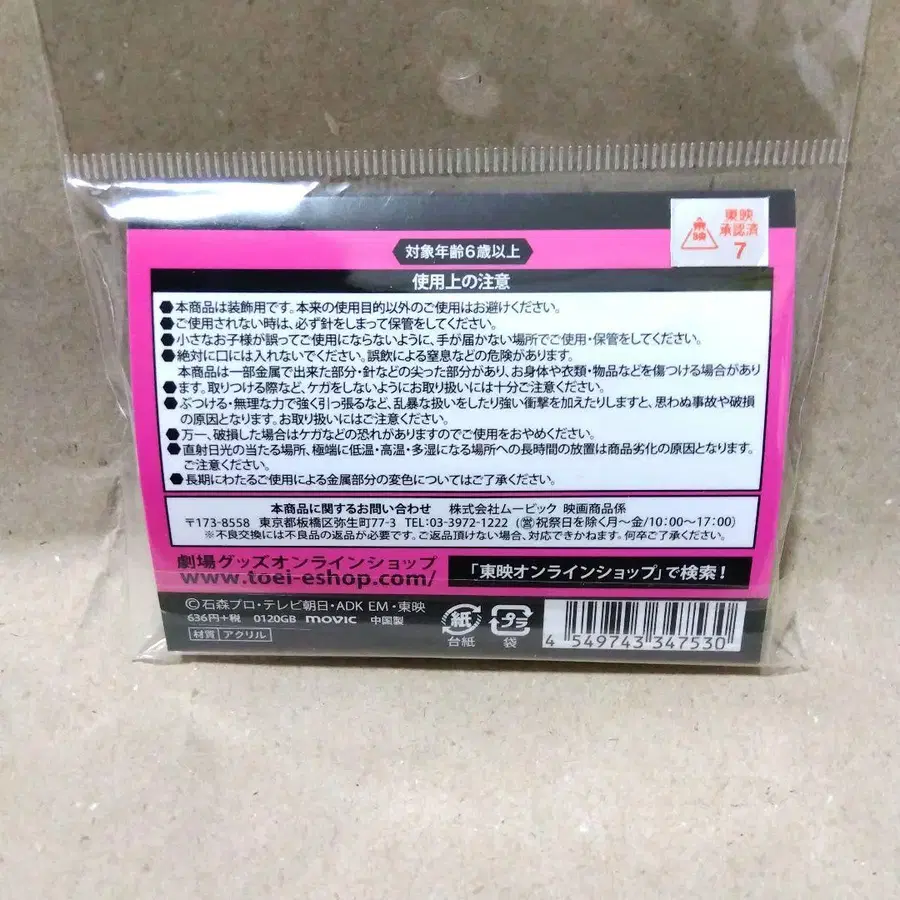 東映
承認済
7
東映
対象年齢6歳以上
使用上の注意
●本商品は装飾用です。本来の使用目的以外のご使用はお避けください。
●ご使用されない時は、必ず針をしまって保管をしてください。
●小さなお子様が誤ってご使用にならないように、手が届かない場所でご使用・保管をしてください。
●絶対に口には入れないでください。誤飲による窒息などの危険があります。
本商品は一部金属で出来た部分・針などの尖った部分があり、お身体や衣類・物品などを傷つける場合があり
●ます。取りつける際など、ケガをしないようにお取り扱いには十分ご注意ください。
●ぶつける・無理な力で強く引っ張るなど、乱暴な扱いをしたり強い衝撃を加えたりしますと、思わぬ事故や破損
の原因となります。お取り扱いにはご注意ください。
●万一、破損した場合はケガなどの恐れがありますのでご使用をおやめください。
●直射日光の当たる場所、極端に低温・高温・多湿になる場所への長時間の放置は商品劣化の原因となります。
ご注意ください。
●長期にわたるご使用による金属部分の変色についてはご了承ください。
本商品に関するお問い合わせ 株式会社ムービック 映画商品係
〒173-8558 東京都板橋区弥生町77-3 TEL:03-3972-1222 (営)祝祭日を除く月〜金/10:00〜17:00)
※不良交換には不良品の返品が必要です。ご返品頂けない場合、対応できかねます。何卒ご了承ください。
劇場グッズオンラインショップ
www.toei-eshop.com/
「東映オンラインショップ」で検索!
©石森プロ・テレビ朝日・ADK EM・東映
636円+税 0120GB movic 中国製
材質 アクリル
紙
台紙
プラ
袋
4 549743 347530